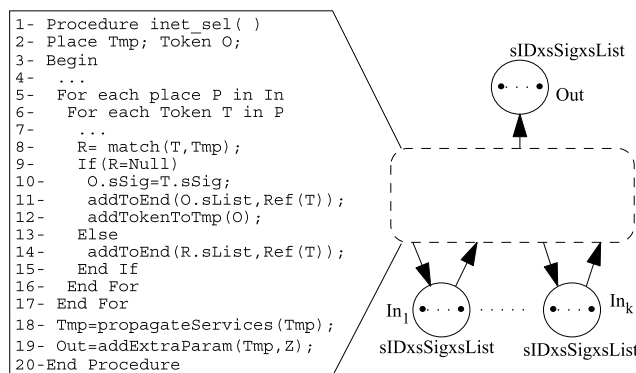 1- Procedure inet_sel( )
2- Place Tmp; Token O;
3- Begin
4- ...
5- For each place P in In
6- For each Token T in P
7- ...
8- R= match(T,Tmp);
9- If(R=Null)
10- O.sSig=T.sSig;
11- addToEnd(O.sList,Ref(T));
12- addTokenToTmp(O);
13- Else
14- addToEnd(R.sList,Ref(T));
15- End If
16- End For
17- End For
18- Tmp=propagateServices(Tmp);
19- Out=addExtraParam(Tmp,Z);
20-End Procedure
sIDxsSigxsList
Out
In1
Ink
sIDxsSigxsList
sIDxsSigxsList